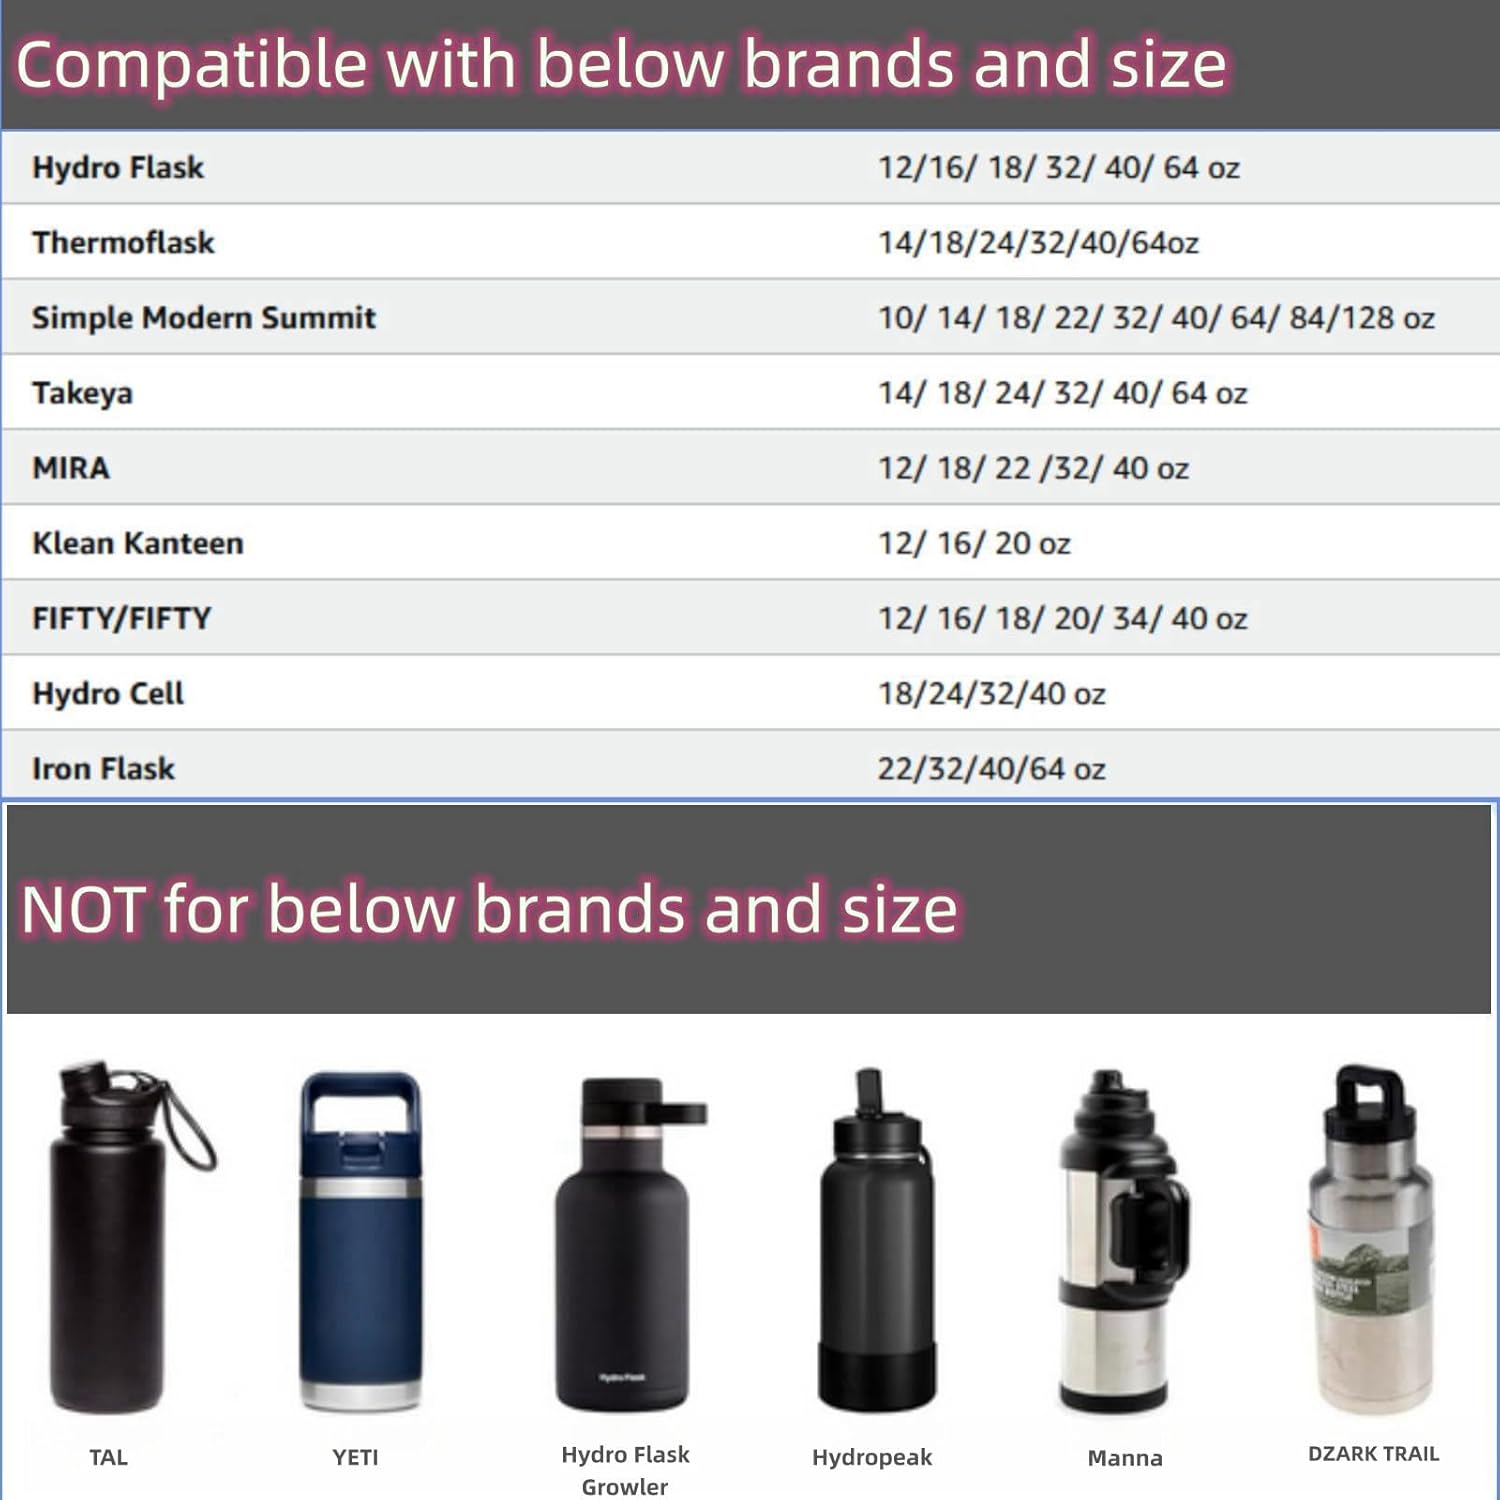 Compatible with below brands and size
Hydro Flask 12/16/ 18/ 32/ 40/ 64 oz
Thermoflask 14/18/24/32/40/64oz
Simple Modern Summit 10/ 14/ 18/ 22/ 32/ 40/ 64/ 84/128 oz
Takeya 14/ 18/ 24/ 32/ 40/ 64 oz
MIRA 12/ 18/ 22 /32/ 40 oz
Klean Kanteen 12/ 16/ 20 oz
FIFTY/FIFTY 12/ 16/ 18/ 20/ 34/ 40 oz
Hydro Cell 18/24/32/40 oz
Iron Flask 22/32/40/64 oz
NOT for below brands and size
Hydro Flask
TAL
YETI
Hydro Flask
Growler
Hydropeak
Manna
DZARK TRAIL